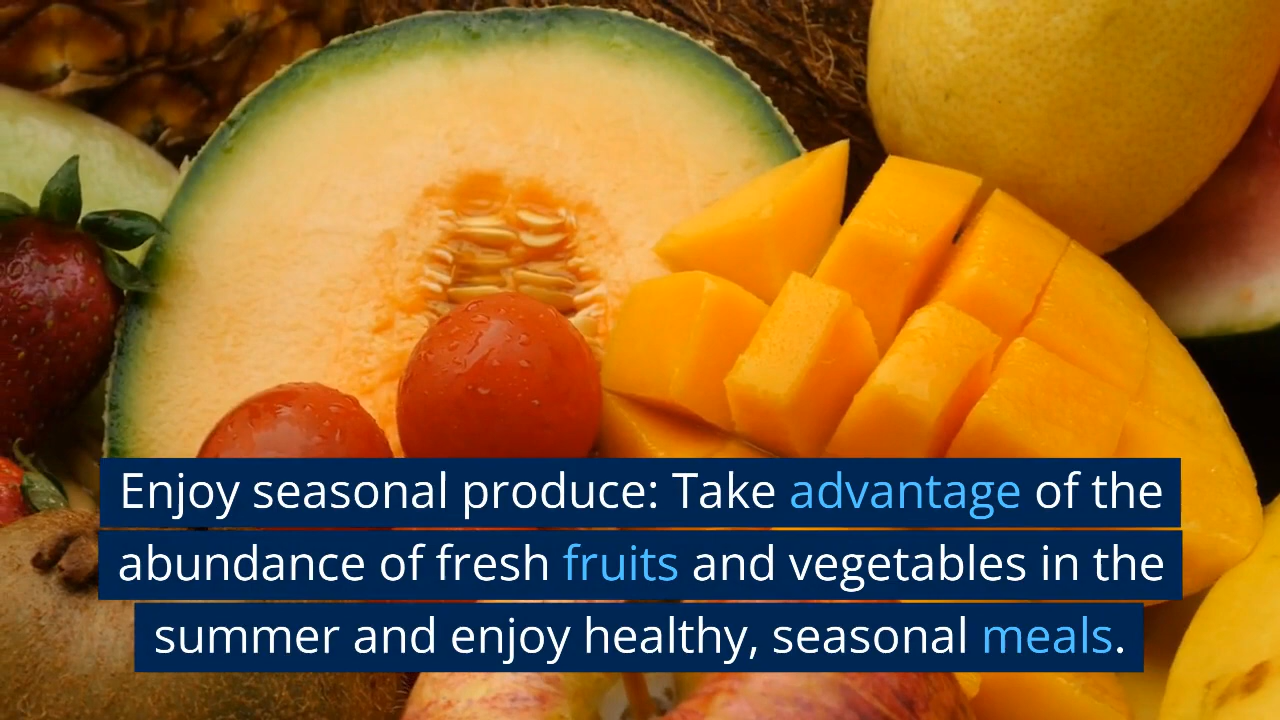 Enjoy seasonal produce: Take advantage of the
abundance of fresh fruits and vegetables in the
summer and enjoy healthy, seasonal meals.